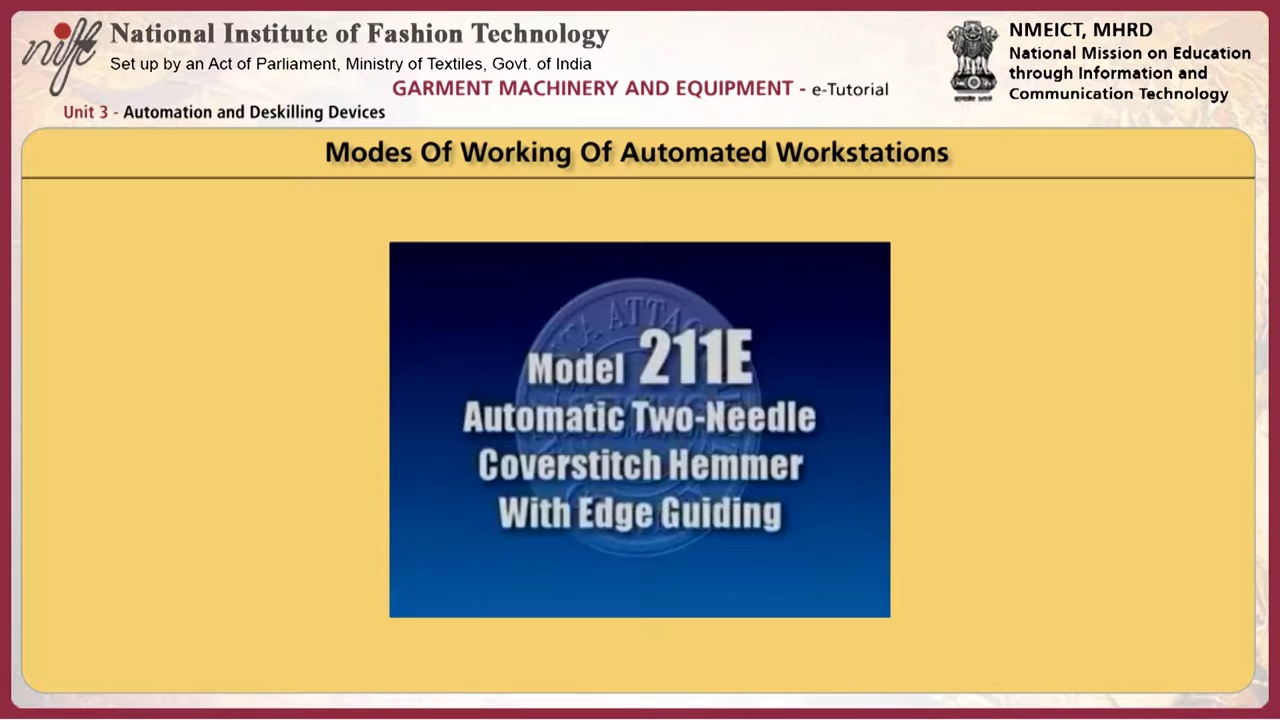 nift
National Institute of Fashion Technology
Set up by an Act of Parliament, Ministry of Textiles, Govt. of India
GARMENT MACHINERY AND EQUIPMENT - e-Tutorial
NMEICT, MHRD
National Mission on Education
through Information and
Communication Technology
Unit 3 - Automation and Deskilling Devices
Modes Of Working Of Automated Workstations
Model 211E
Automatic Two-Needle
Coverstitch Hemmer
With Edge Guiding